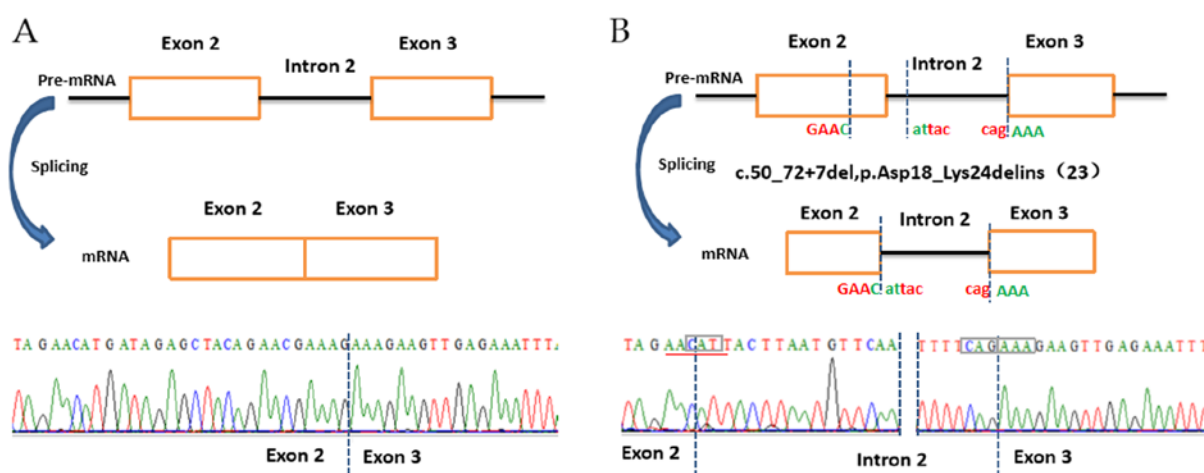 A
Exon 2
Exon 3
Intron 2
Pre-mRNA
Splicing
Exon 2
Exon 3
mRNA
TAGAACATGATAGAGCTACAGAACGAAAGAAAGAAGTTGAGAAATTTA
Exon 2
Exon 3
B
Exon 2
Exon 3
Intron 2
Pre-mRNA
GAAC
attac
cag
AAA
Splicing
c.50_72+7del,p.Asp18_Lys24delins（23）
Exon 2
Intron 2
Exon 3
mRNA
GAAC
attac
cag
AAA
TAGAACATTACTTAATGTTCAA
TTTTCAGAAAGAAGTTGAGAAATTT
Exon 2
Intron 2
Exon 3